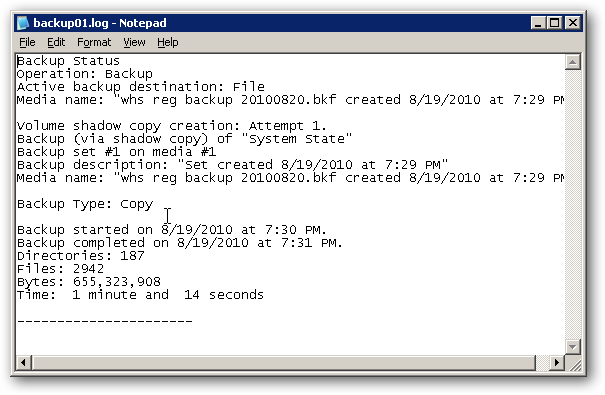 backup01.log - Notepad
File Edit Format View Help
Backup Status
Operation: Backup
Active backup destination: File
Media name: "whs reg backup 20100820.bkf created 8/19/2010 at 7:29 PM
Volume shadow copy creation: Attempt 1.
Backup (via shadow copy) of "System State"
Backup set #1 on media #1
Backup description: "Set created 8/19/2010 at 7:29 PM"
Media name: "whs reg backup 20100820.bkf created 8/19/2010 at 7:29 PM
Backup Type: Copy
Backup started on 8/19/2010 at 7:30 PM.
Backup completed on 8/19/2010 at 7:31 PM.
Directories: 187
Files: 2942
Bytes: 655,323,908
Time:  1 minute and  14 seconds
----------------------